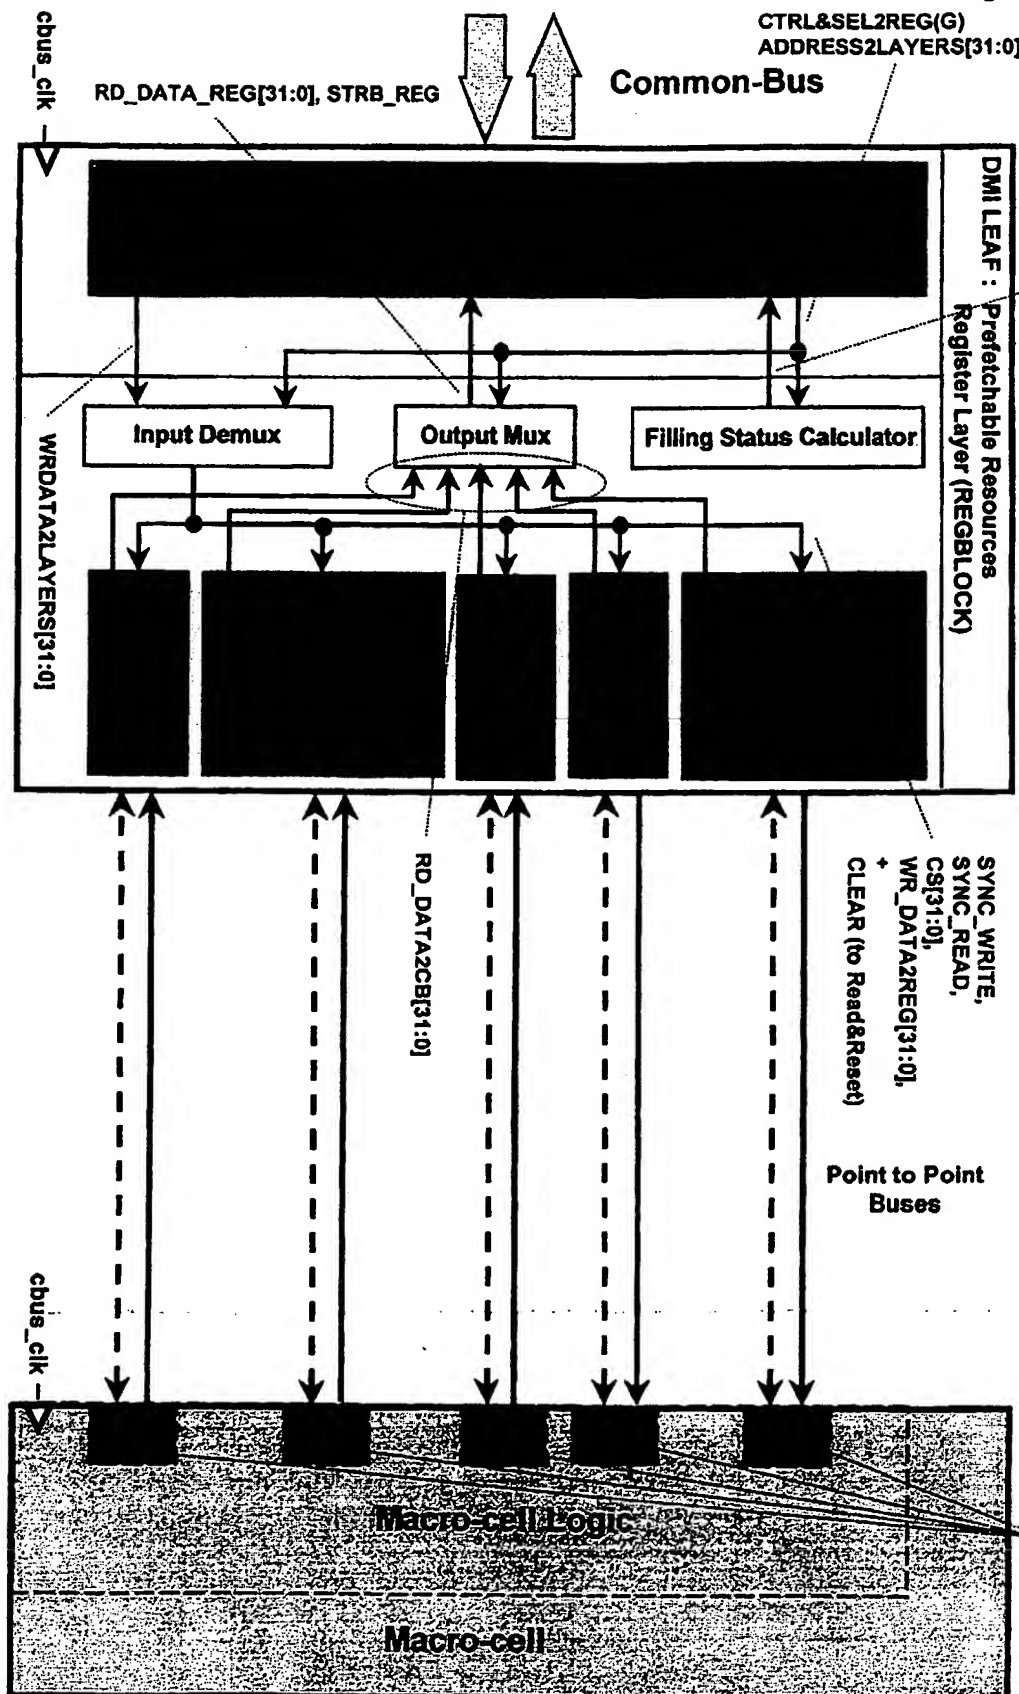 CTRL&SEL2REG(G)
ADDRESS2LAYERS[31:0]
cbus_clk
Common-Bus
RD_DATA_REG[31:0], STRB_REG
DMI LEAF : Prefetchable Resources
Register Layer (REGBLOCK)
Input Demux
Output Mux
Filling Status Calculator
WRDATA2LAYERS[31:0]
RD_DATA2CB[31:0]
SYNC_WRITE,
SYNC_READ,
CS[31:0],
WR_DATA2REG[31:0],
+
CLEAR (to Read&Reset)
Point to Point
Buses
cbus_clk
Macro-cell Logic
Macro-cell